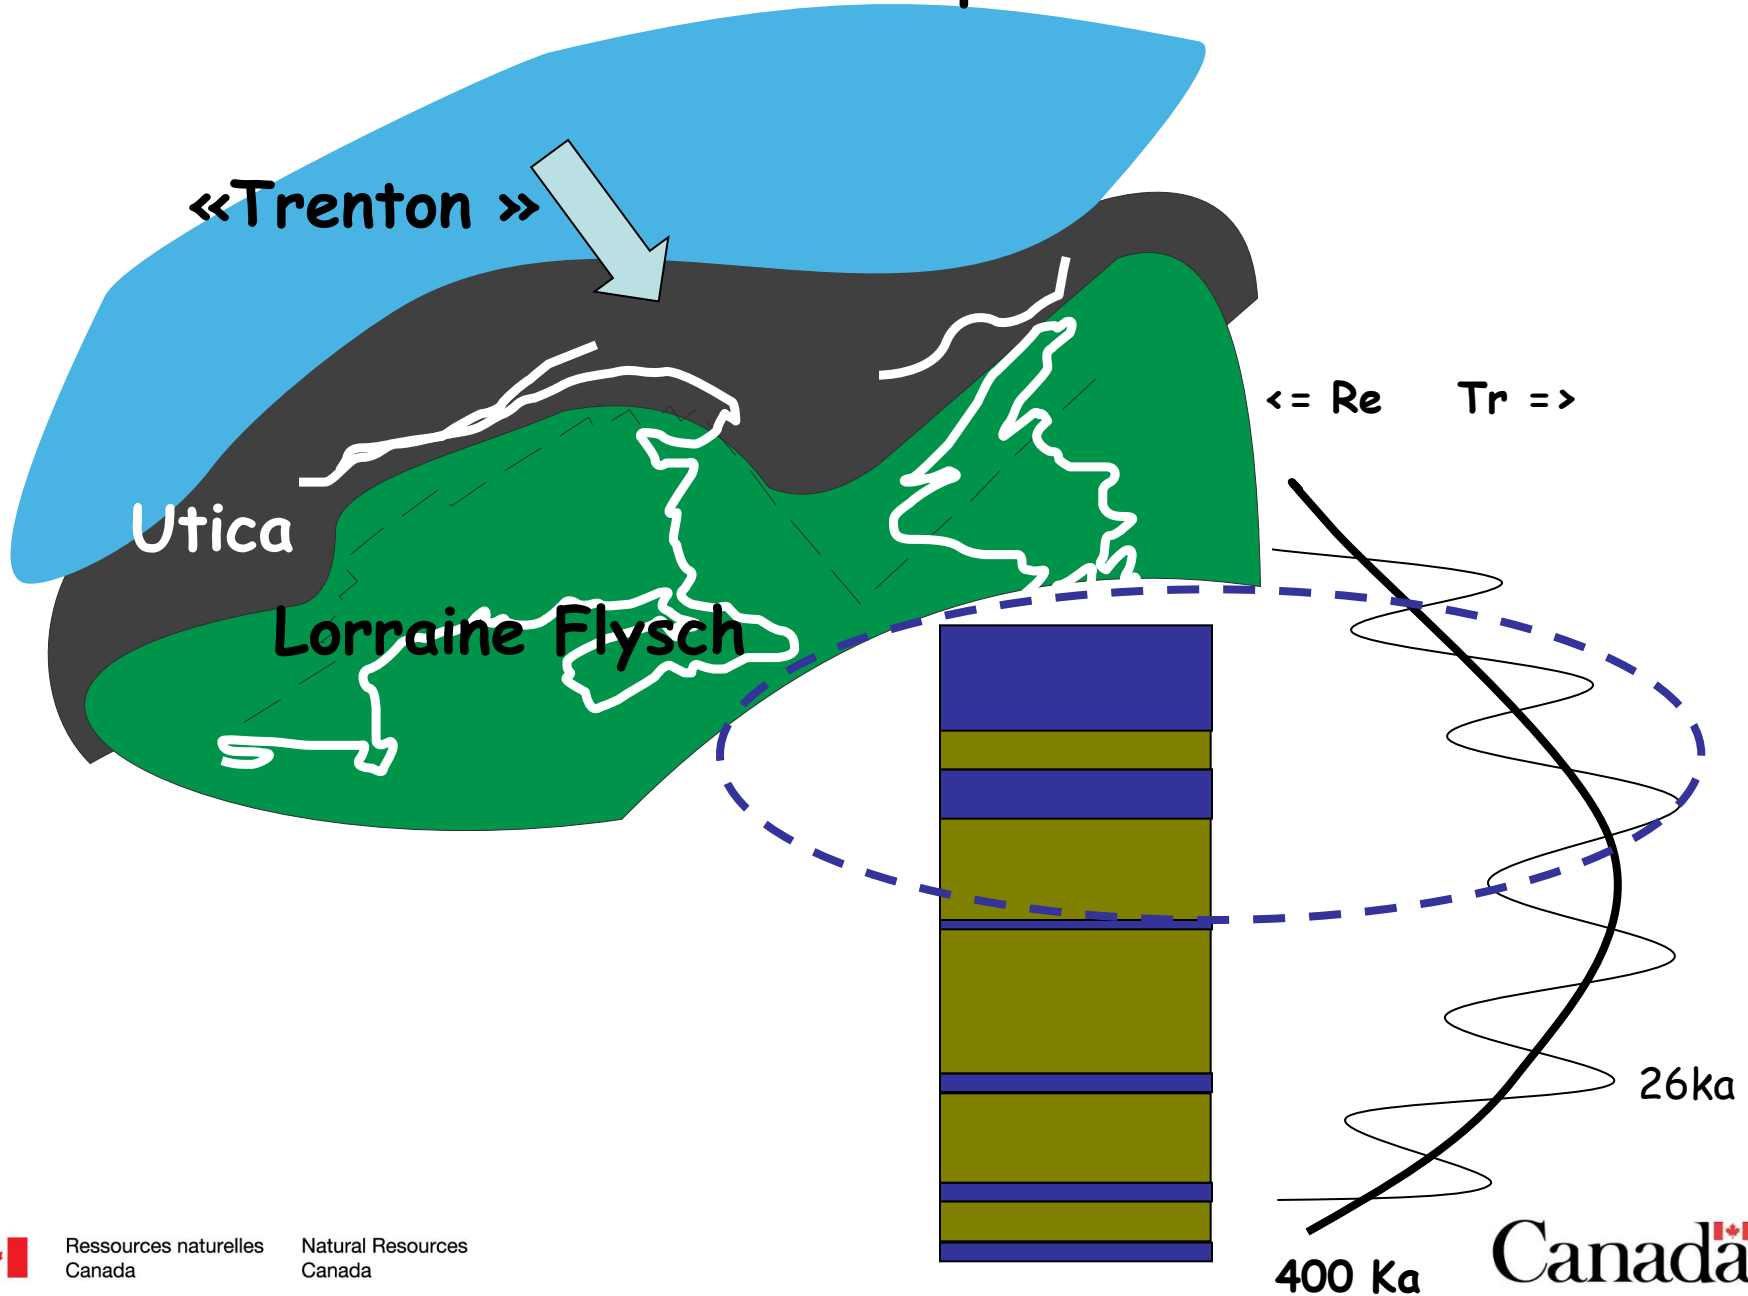 «Trenton »
<= Re Tr =>
Utica
Lorraine Flysch
26ka
400 Ka
Ressources naturelles
Canada
Natural Resources
Canada
Canada